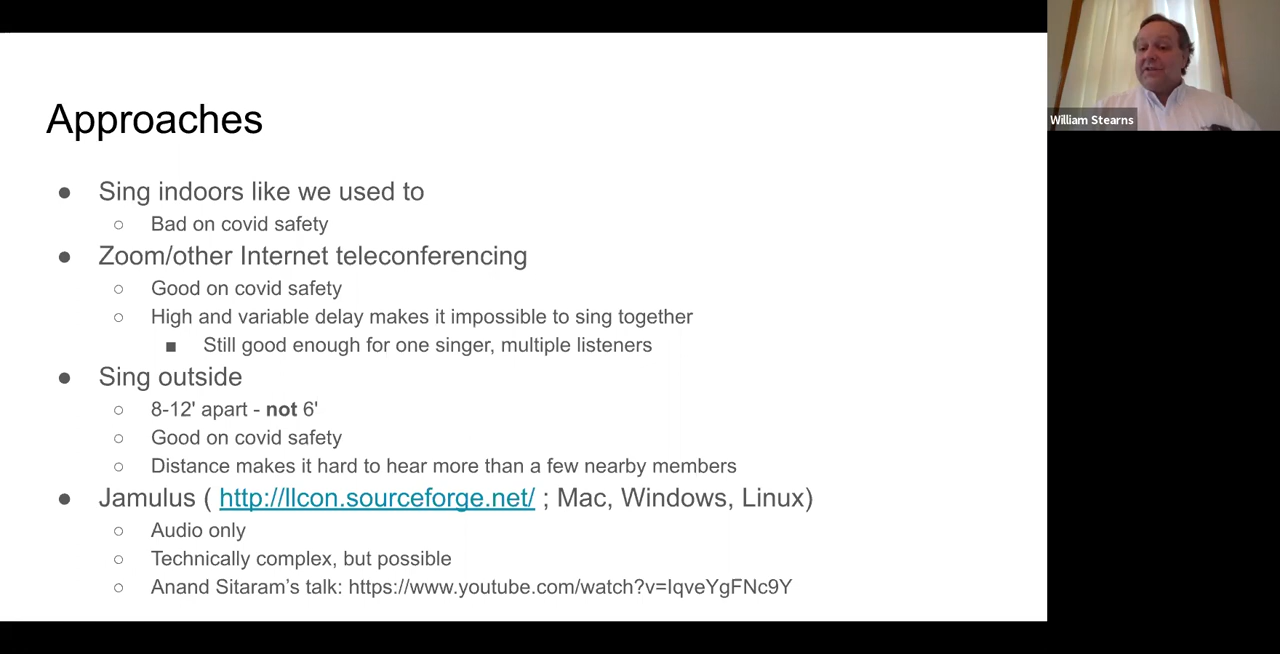 Approaches
● Sing indoors like we used to
○ Bad on covid safety
● Zoom/other Internet teleconferencing
○ Good on covid safety
○ High and variable delay makes it impossible to sing together
■ Still good enough for one singer, multiple listeners
● Sing outside
○ 8-12' apart - not 6'
○ Good on covid safety
○ Distance makes it hard to hear more than a few nearby members
● Jamulus ( http://llcon.sourceforge.net/ ; Mac, Windows, Linux)
○ Audio only
○ Technically complex, but possible
○ Anand Sitaram’s talk: https://www.youtube.com/watch?v=IqveYgFNc9Y
William Stearns